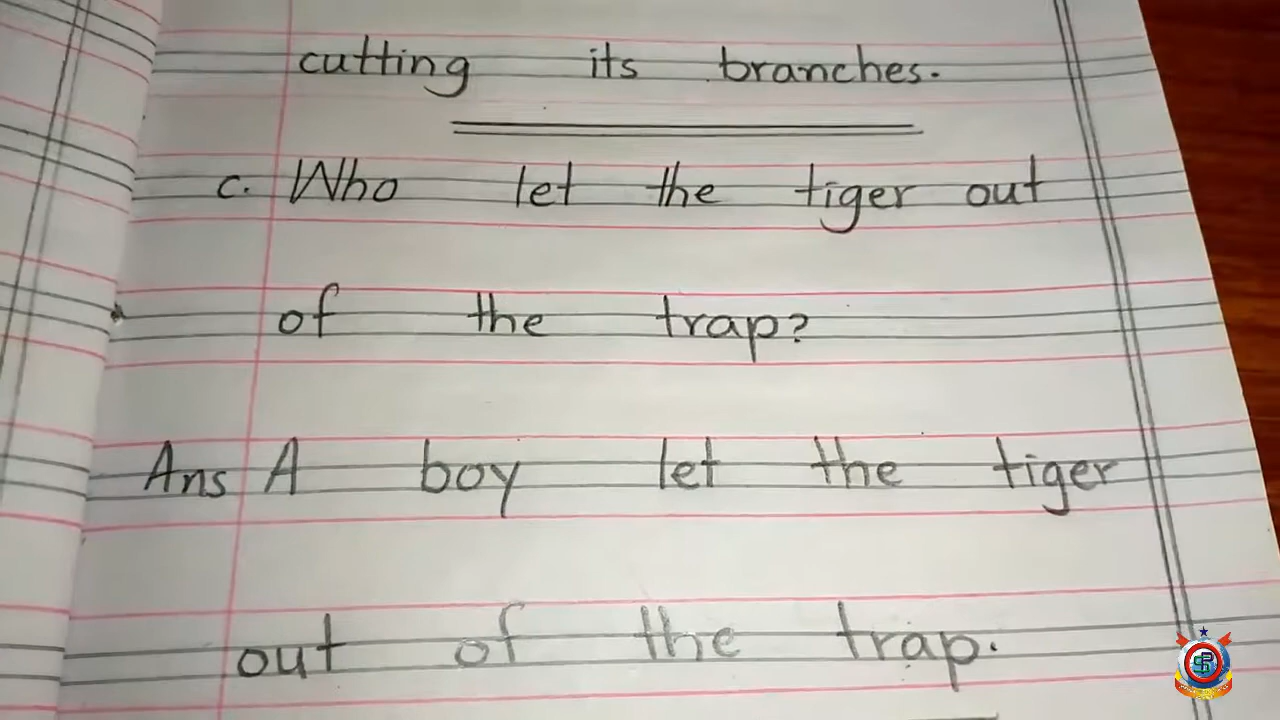 cutting its branches.
c. Who let the tiger out
of the trap?
Ans A boy let the tiger
out of the trap.